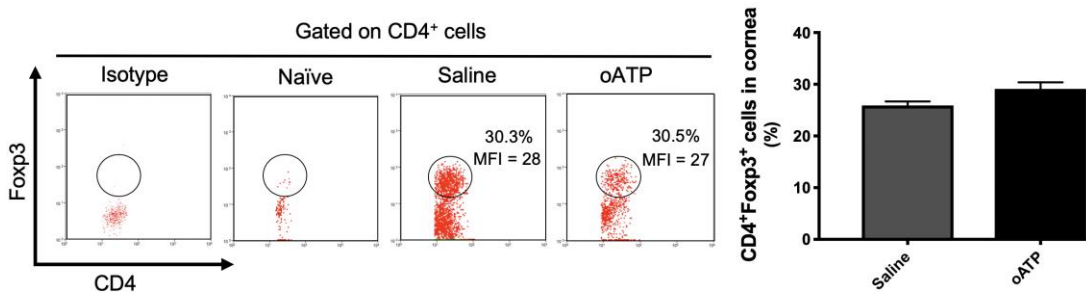 Gated on CD4⁺ cells
Isotype
Naïve
Saline
oATP
30.3%
MFI = 28
30.5%
MFI = 27
Foxp3
CD4
CD4⁺Foxp3⁺ cells in cornea
(%)
40
30
20
10
0
Saline
oATP